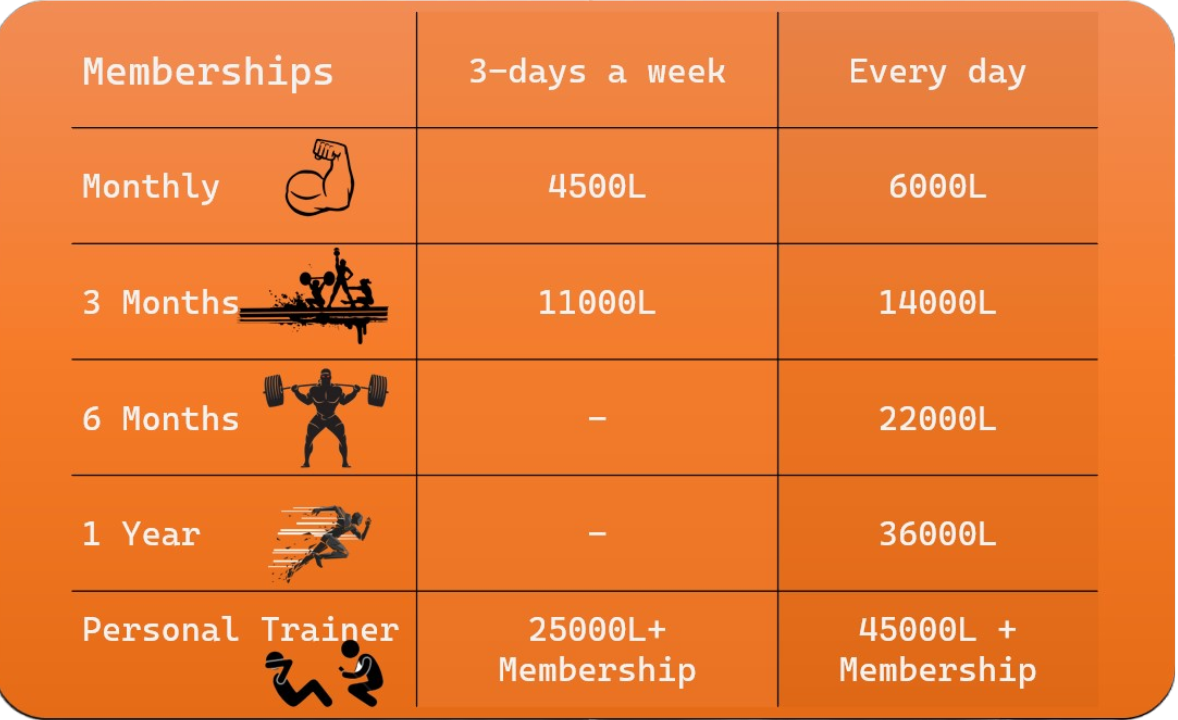 Memberships 3-days a week Every day
Monthly 4500L 6000L
3 Months 11000L 14000L
6 Months - 22000L
1 Year - 36000L
Personal Trainer 25000L+ 45000L +
Membership Membership